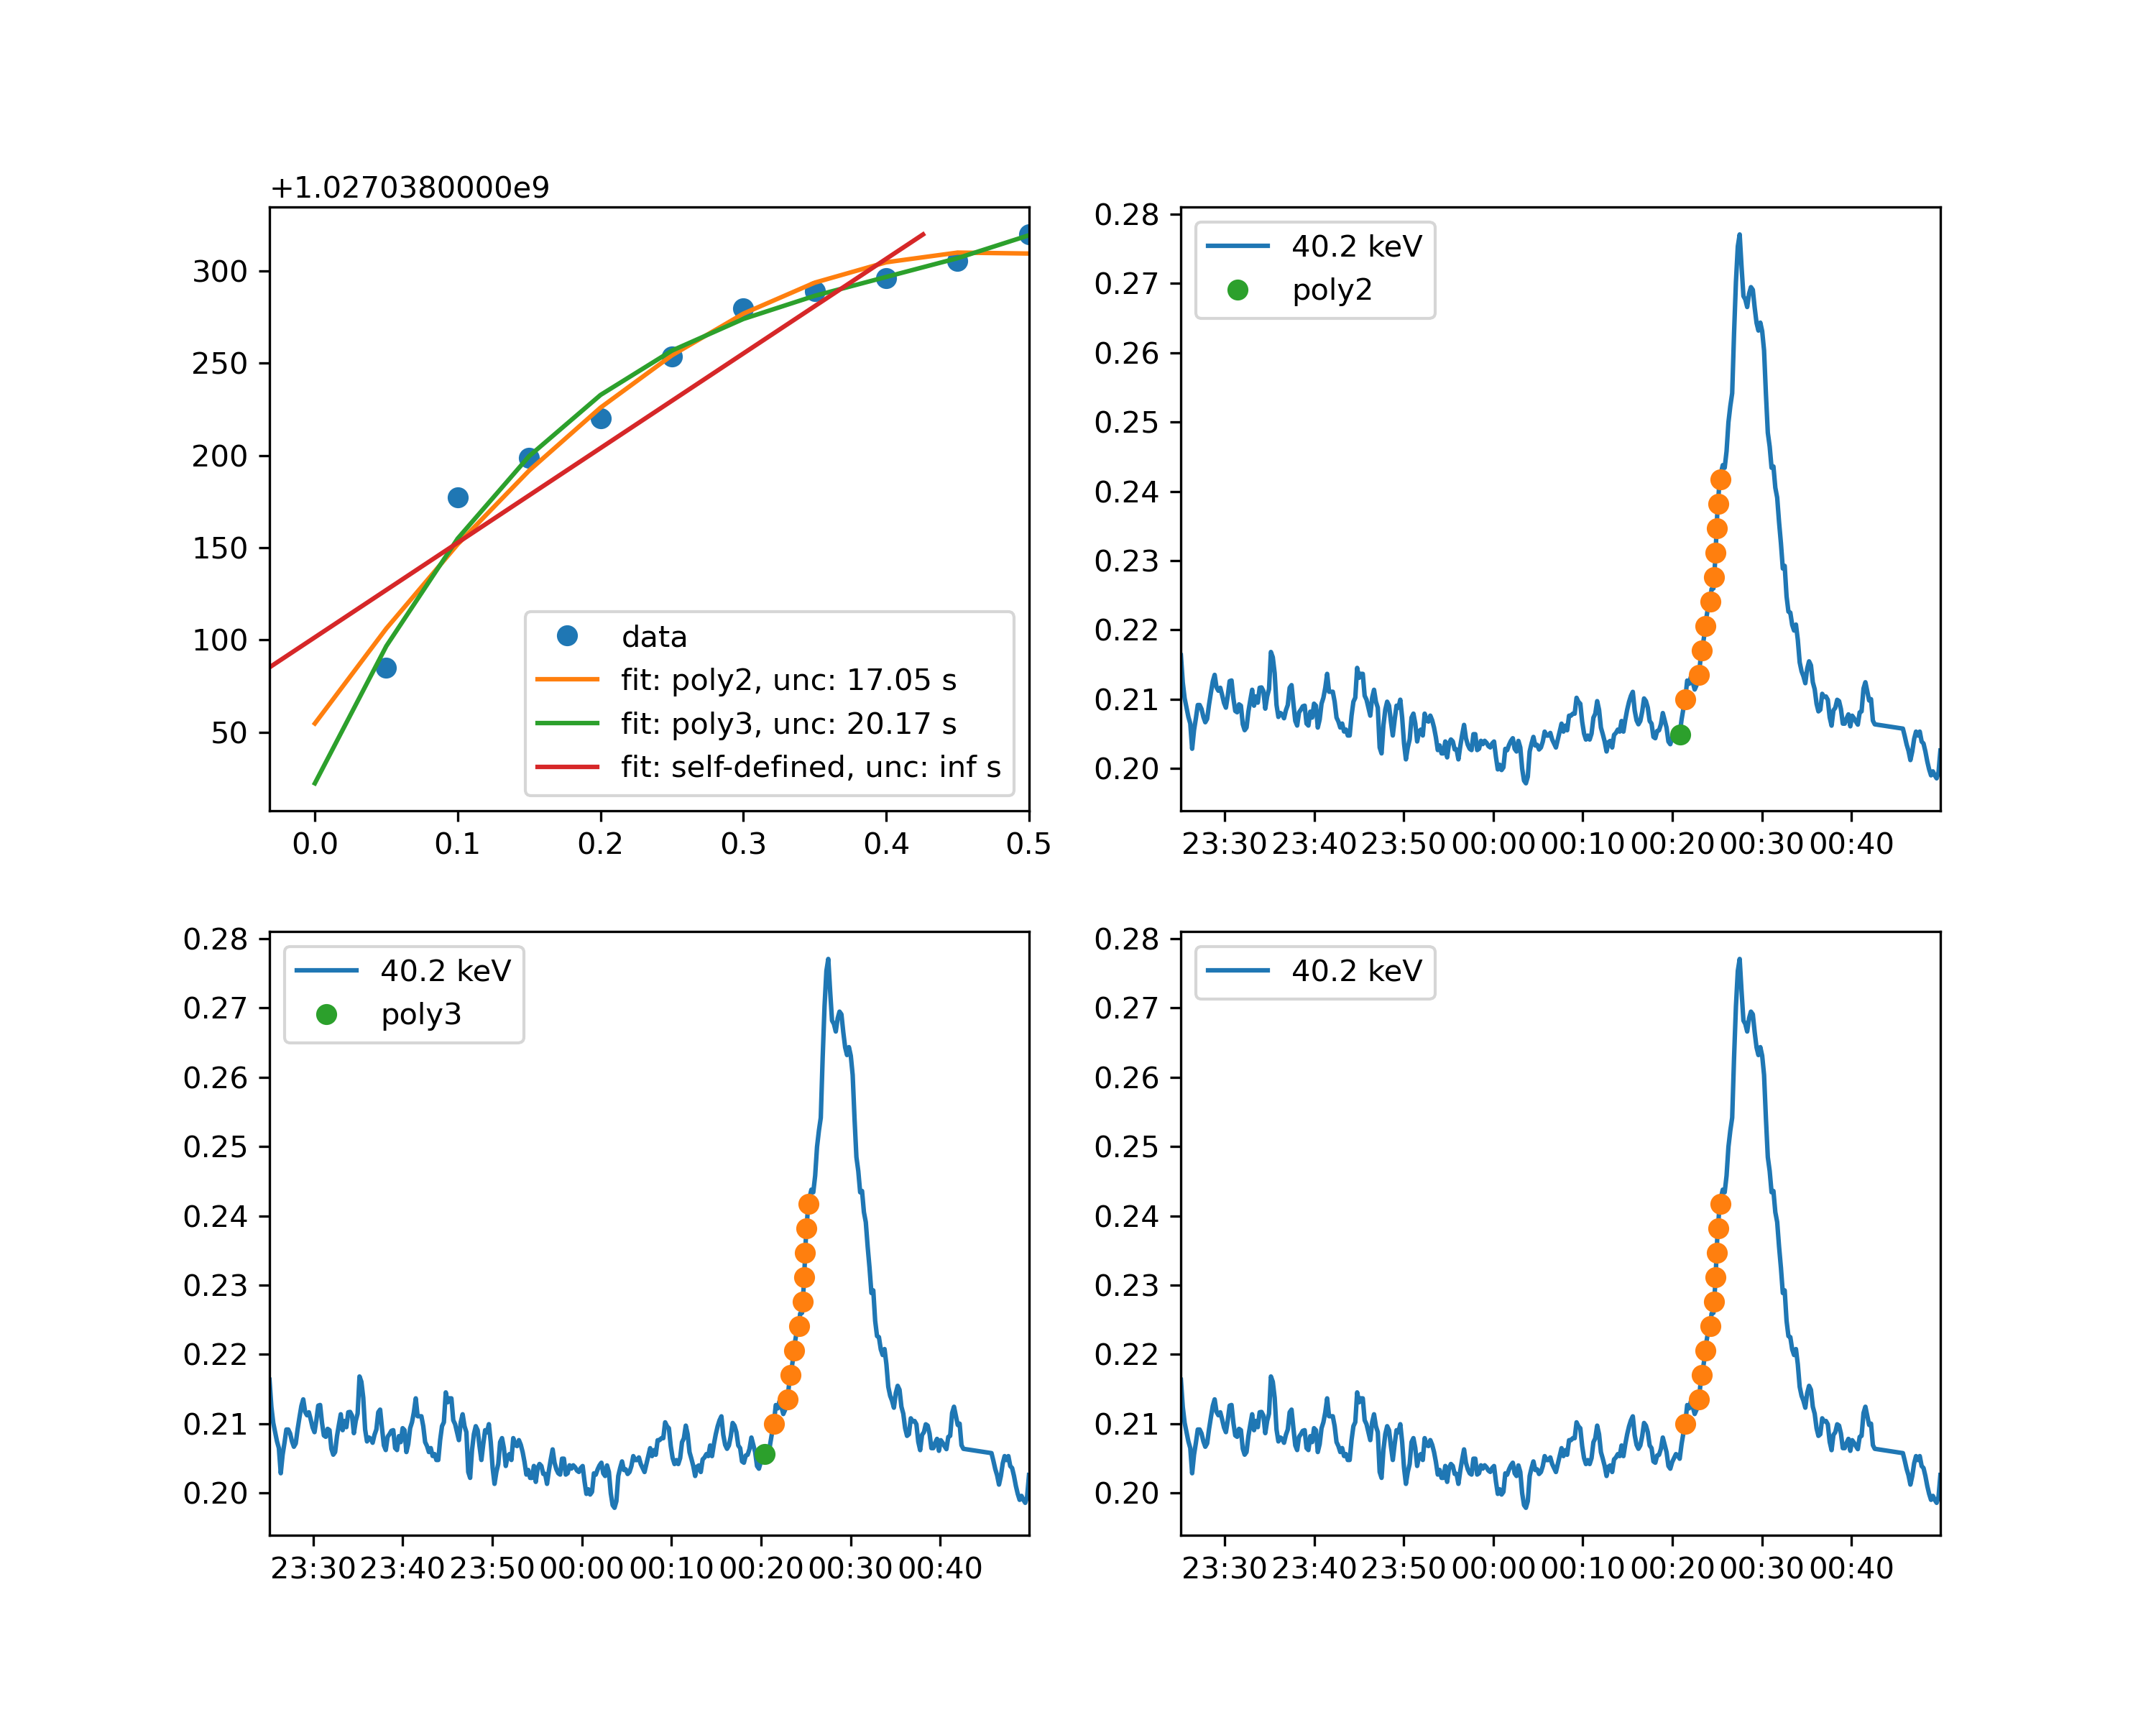 +1.0270380000e9
300
250
200
150
100
50
0.0 0.1 0.2 0.3 0.4 0.5
data
fit: poly2, unc: 17.05 s
fit: poly3, unc: 20.17 s
fit: self-defined, unc: inf s
0.28
0.27
0.26
0.25
0.24
0.23
0.22
0.21
0.20
23:30 23:40 23:50 00:00 00:10 00:20 00:30 00:40
40.2 keV
poly2
0.28
0.27
0.26
0.25
0.24
0.23
0.22
0.21
0.20
23:30 23:40 23:50 00:00 00:10 00:20 00:30 00:40
40.2 keV
poly3
0.28
0.27
0.26
0.25
0.24
0.23
0.22
0.21
0.20
23:30 23:40 23:50 00:00 00:10 00:20 00:30 00:40
40.2 keV